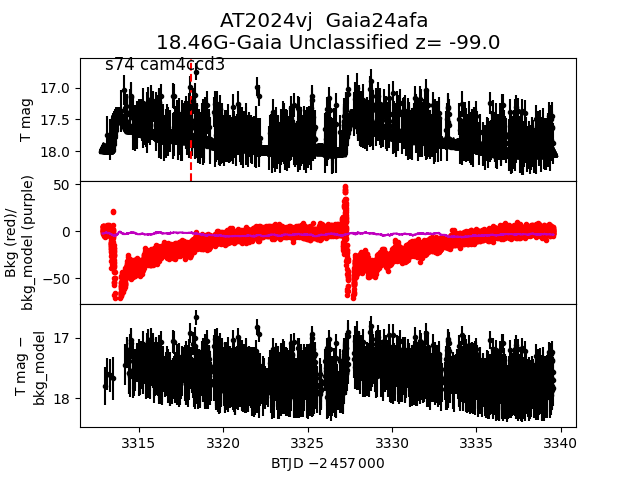 AT2024vj  Gaia24afa
18.46G-Gaia Unclassified z= -99.0
s74 cam4ccd3
T mag
17.0
17.5
18.0
Bkg (red)/
bkg_model (purple)
50
0
−50
T mag −
bkg_model
17
18
3315
3320
3325
3330
3335
3340
BTJD −2 457 000